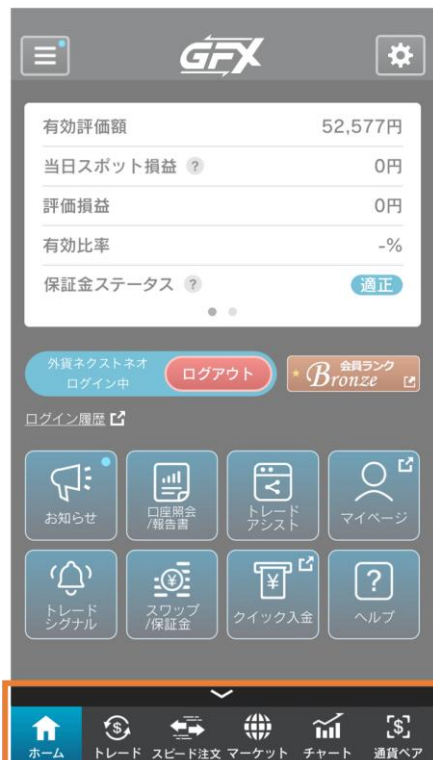 GFX
有効評価額 52,577円
当日スポット損益 ? 0円
評価損益 0円
有効比率 -%
保証金ステータス ? 適正
外貨ネクストネオ
ログイン中
ログアウト
会員ランク
Bronze
ログイン履歴
お知らせ
口座照会
/報告書
トレード
アシスト
マイページ
トレード
シグナル
スワップ
/保証金
クイック入金
ヘルプ
ホーム トレード スピード注文 マーケット チャート 通貨ペア